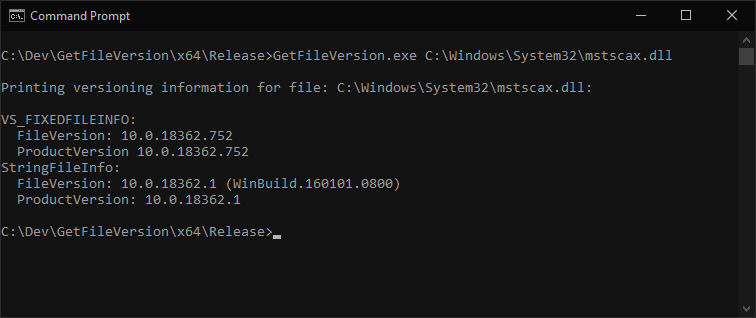 Command Prompt
C:\Dev\GetFileVersion\x64\Release>GetFileVersion.exe C:\Windows\System32\mstscax.dll
Printing versioning information for file: C:\Windows\System32\mstscax.dll:
VS_FIXEDFILEINFO:
FileVersion: 10.0.18362.752
ProductVersion 10.0.18362.752
StringFileInfo:
FileVersion: 10.0.18362.1 (WinBuild.160101.0800)
ProductVersion: 10.0.18362.1
C:\Dev\GetFileVersion\x64\Release>